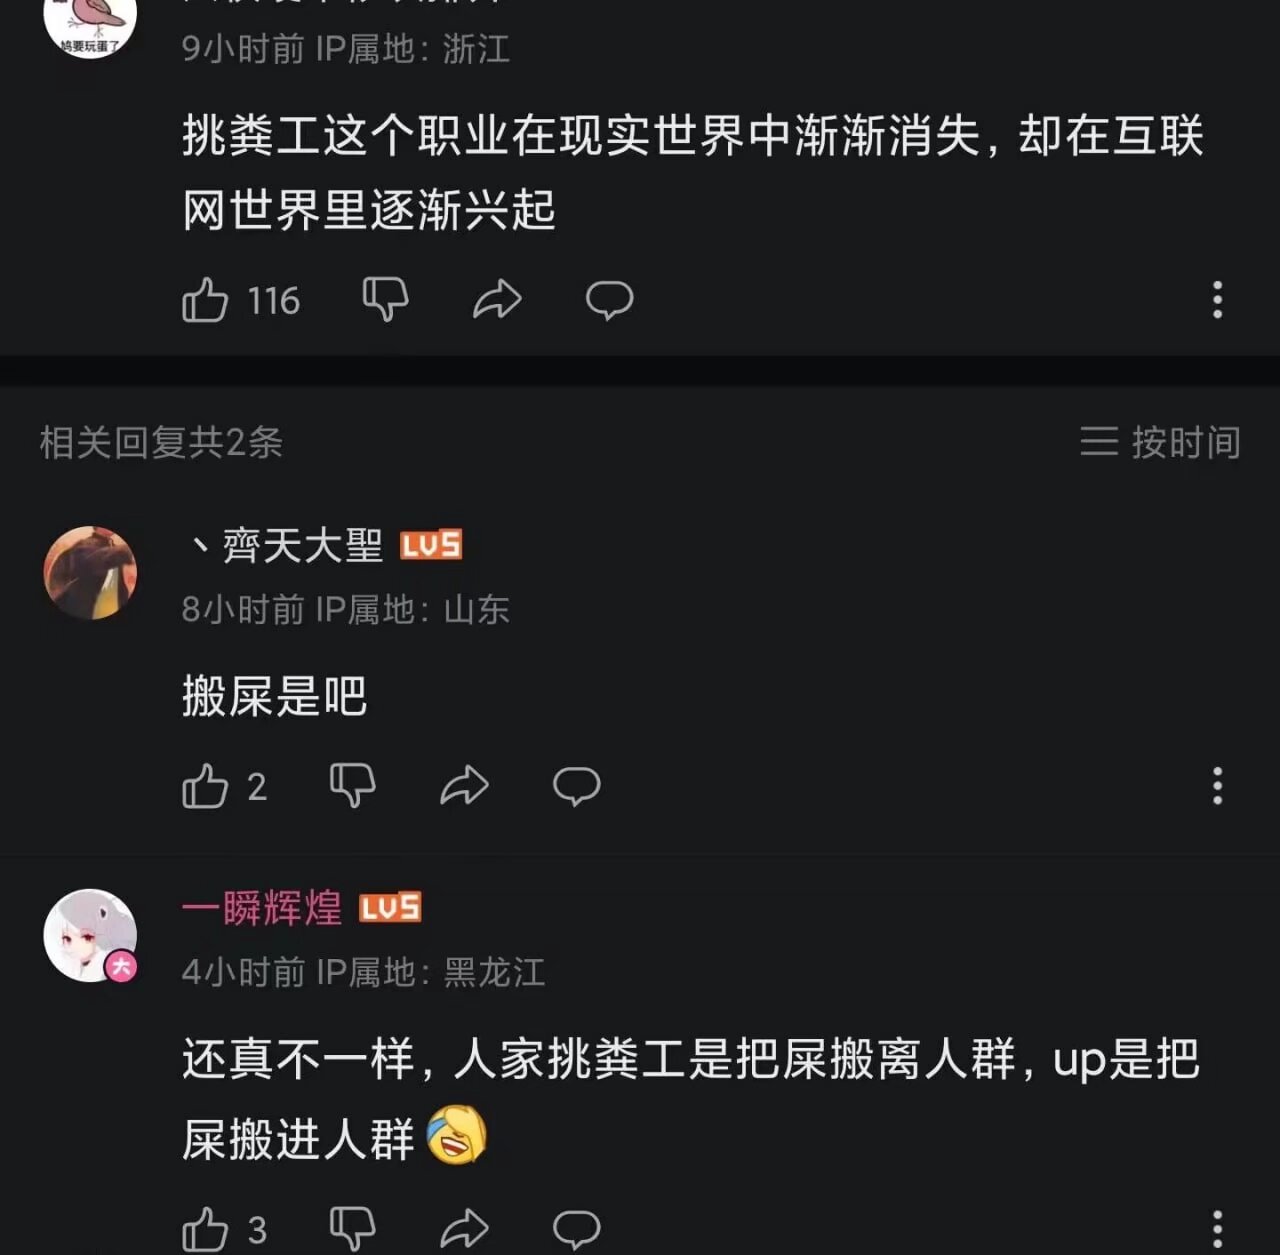 鸠要玩蛋了
9小时前 IP属地：浙江
挑粪工这个职业在现实世界中渐渐消失，却在互联
网世界里逐渐兴起
116
相关回复共2条
按时间
丶齊天大聖 LV5
8小时前 IP属地：山东
搬屎是吧
2
一瞬辉煌 LV5
大
4小时前 IP属地：黑龙江
还真不一样，人家挑粪工是把屎搬离人群，up是把
屎搬进人群
3